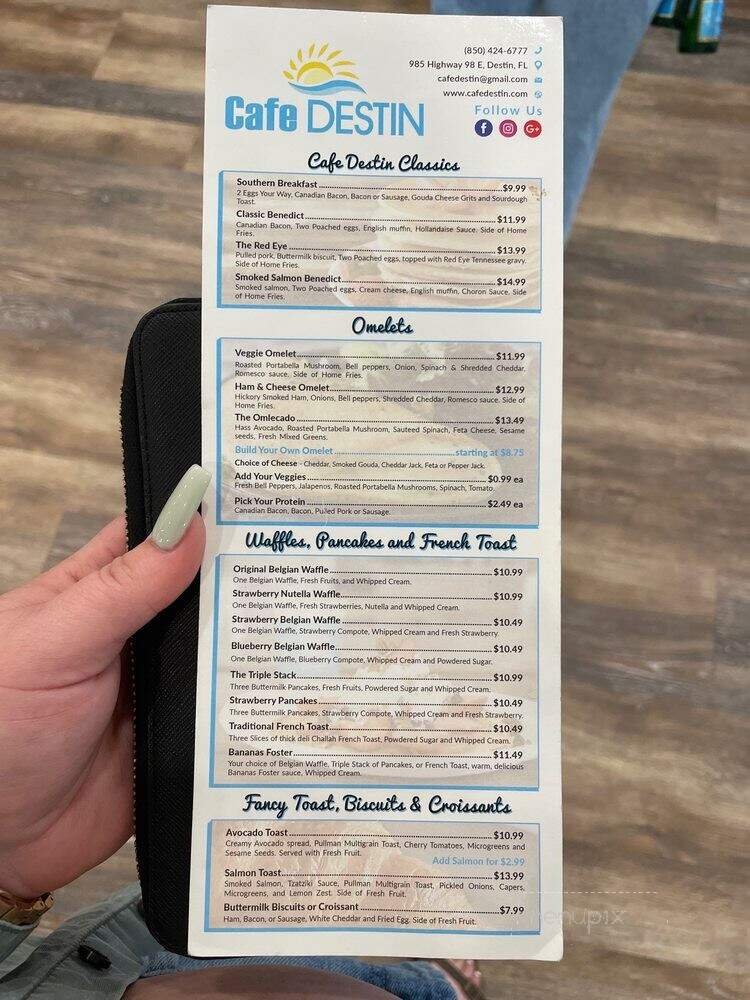 (850) 424-6777
985 Highway 98 E, Destin, FL
cafedestin@gmail.com
www.cafedestin.com
Follow Us
f G+
Cafe DESTIN
Cafe Destin Classics
Southern Breakfast $9.99
2 Eggs Your Way, Canadian Bacon, Bacon or Sausage, Gouda Cheese Grits and Sourdough
Toast.
Classic Benedict $11.99
Canadian Bacon, Two Poached eggs, English muffin, Hollandaise Sauce. Side of Home
Fries.
The Red Eye $13.99
Pulled pork, Buttermilk biscuit, Two Poached eggs, topped with Red Eye Tennessee gravy.
Side of Home Fries.
Smoked Salmon Benedict $14.99
Smoked salmon, Two Poached eggs, Cream cheese, English muffin, Choron Sauce. Side
of Home Fries.
Omelets
Veggie Omelet $11.99
Roasted Portabella Mushroom, Bell peppers, Onion, Spinach & Shredded Cheddar,
Romesco sauce. Side of Home Fries.
Ham & Cheese Omelet $12.99
Hickory Smoked Ham, Onions, Bell peppers, Shredded Cheddar, Romesco sauce. Side of
Home Fries.
The Omlecado $13.49
Hass Avocado, Roasted Portabella Mushroom, Sauteed Spinach, Feta Cheese, Sesame
seeds, Fresh Mixed Greens.
Build Your Own Omelet starting at $8.75
Choice of Cheese - Cheddar, Smoked Gouda, Cheddar Jack, Feta or Pepper Jack.
Add Your Veggies $0.99 ea
Fresh Bell Peppers, Jalapenos, Roasted Portabella Mushrooms, Spinach, Tomato.
Pick Your Protein $2.49 ea
Canadian Bacon, Bacon, Pulled Pork or Sausage.
Waffles, Pancakes and French Toast
Original Belgian Waffle $10.99
One Belgian Waffle, Fresh Fruits, and Whipped Cream.
Strawberry Nutella Waffle $10.99
One Belgian Waffle, Fresh Strawberries, Nutella and Whipped Cream.
Strawberry Belgian Waffle $10.49
One Belgian Waffle, Strawberry Compote, Whipped Cream and Fresh Strawberry.
Blueberry Belgian Waffle $10.49
One Belgian Waffle, Blueberry Compote, Whipped Cream and Powdered Sugar.
The Triple Stack $10.99
Three Buttermilk Pancakes, Fresh Fruits, Powdered Sugar and Whipped Cream.
Strawberry Pancakes $10.49
Three Buttermilk Pancakes, Strawberry Compote, Whipped Cream and Fresh Strawberry.
Traditional French Toast $10.49
Three Slices of thick deli Challah French Toast, Powdered Sugar and Whipped Cream.
Bananas Foster $11.49
Your choice of Belgian Waffle, Triple Stack of Pancakes, or French Toast, warm, delicious
Bananas Foster sauce, Whipped Cream.
Fancy Toast, Biscuits & Croissants
Avocado Toast $10.99
Creamy Avocado spread, Pullman Multigrain Toast, Cherry Tomatoes, Microgreens and
Sesame Seeds. Served with Fresh Fruit.
Add Salmon for $2.99
Salmon Toast $13.99
Smoked Salmon, Tzatziki Sauce, Pullman Multigrain Toast, Pickled Onions, Capers,
Microgreens, and Lemon Zest. Side of Fresh Fruit.
Buttermilk Biscuits or Croissant $7.99
Ham, Bacon, or Sausage, White Cheddar and Fried Egg. Side of Fresh Fruit.
menupix